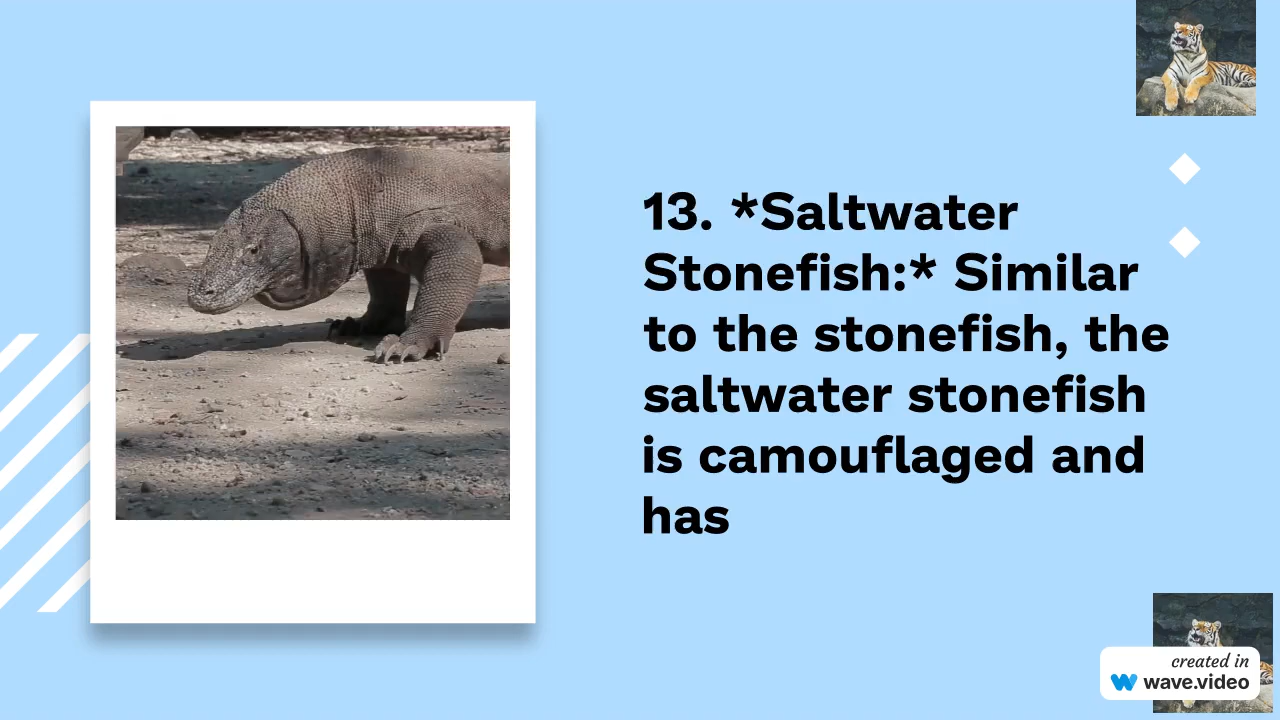 13. *Saltwater
Stonefish:* Similar
to the stonefish, the
saltwater stonefish
is camouflaged and
has
created in
wave.video